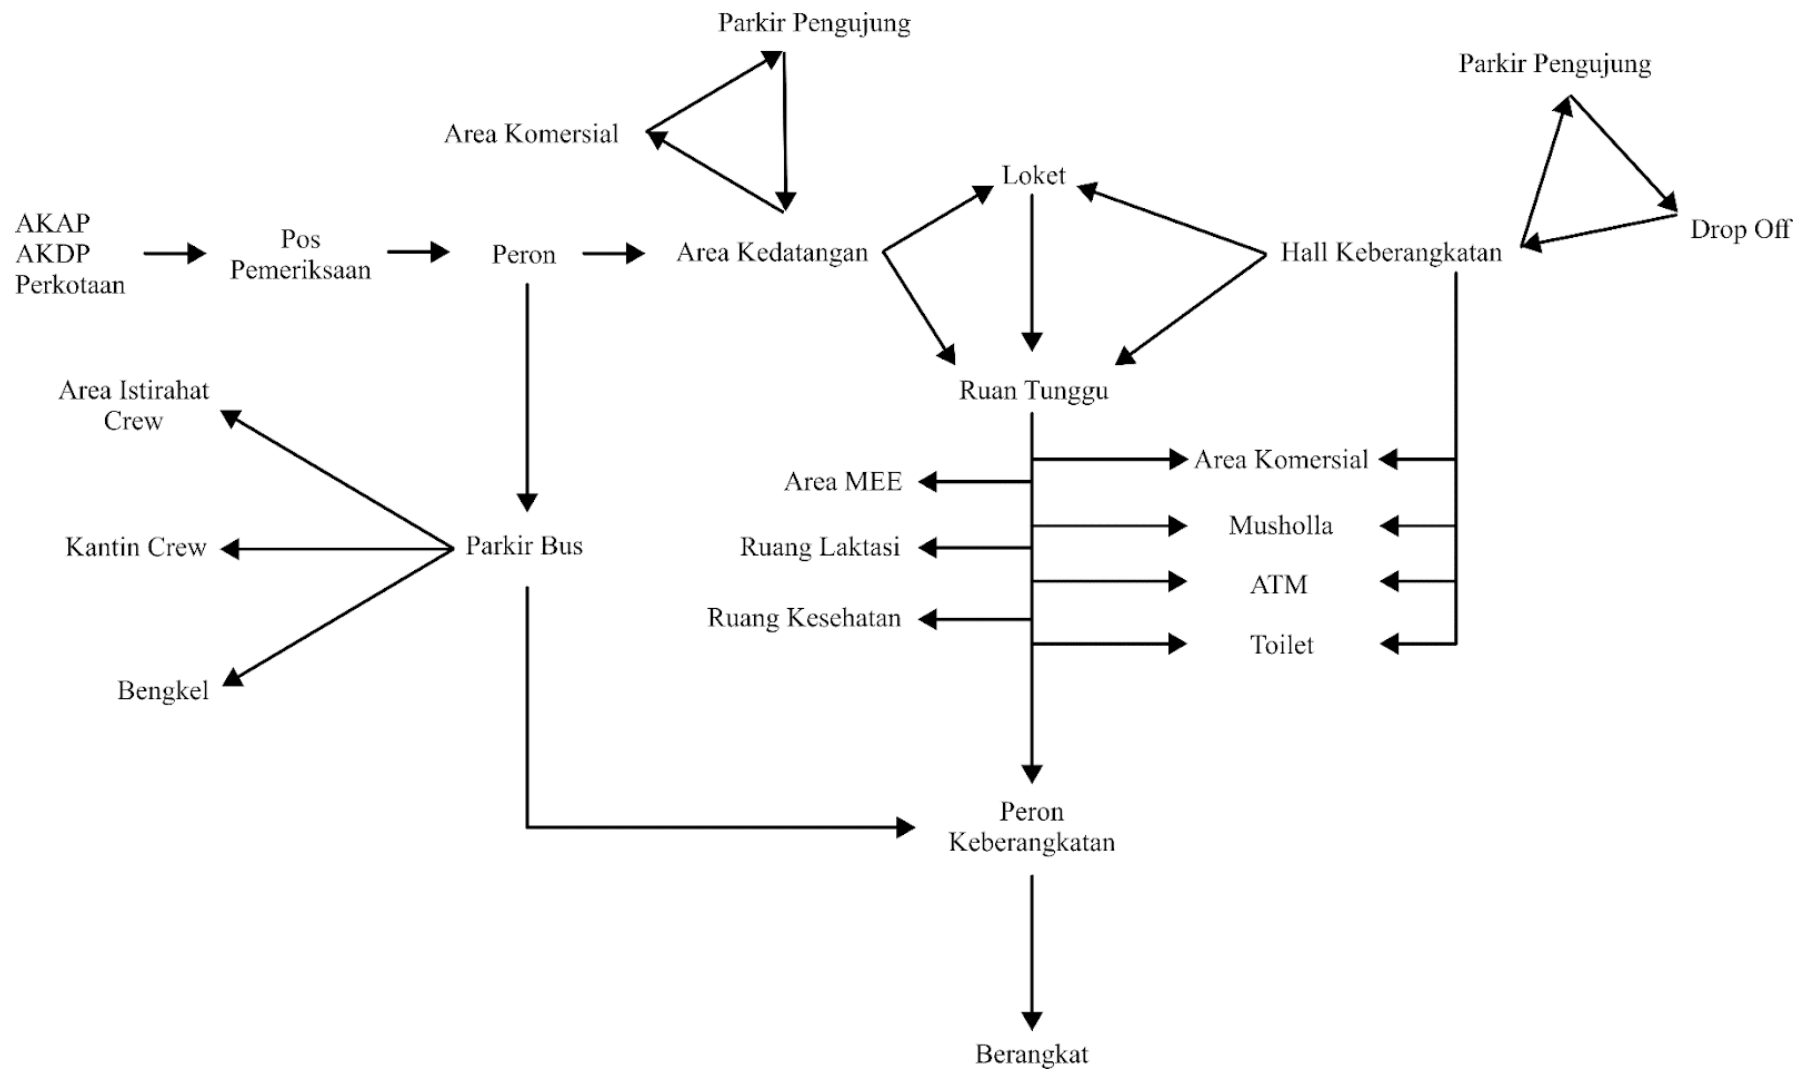 Parkir Pengujung
Parkir Pengujung
Area Komersial
Loket
AKAP
AKDP
Perkotaan
Pos
Pemeriksaan
Peron
Area Kedatangan
Hall Keberangkatan
Drop Off
Area Istirahat
Crew
Ruan Tunggu
Area MEE
Area Komersial
Kantin Crew
Parkir Bus
Ruang Laktasi
Musholla
ATM
Ruang Kesehatan
Toilet
Bengkel
Peron
Keberangkatan
Berangkat